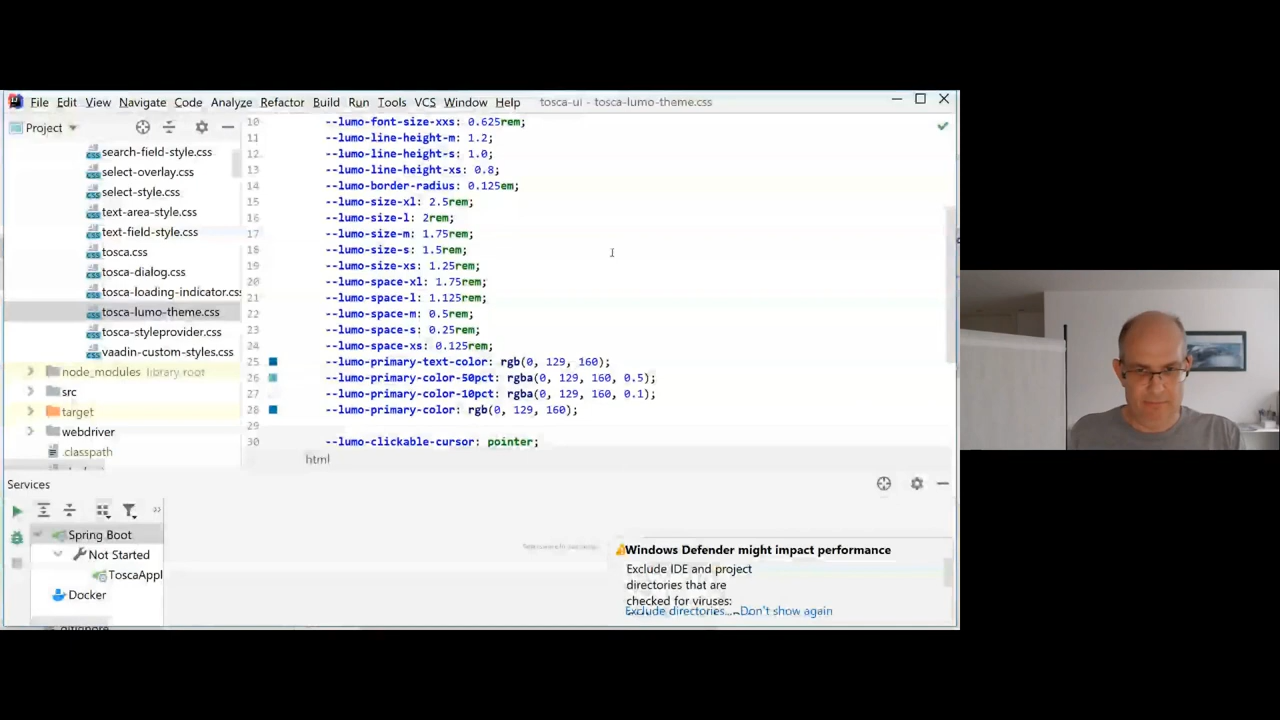 File Edit View Navigate Code Analyze Refactor Build Run Tools VCS Window Help tosca-ui - tosca-lumo-theme.css
Project
search-field-style.css
select-overlay.css
select-style.css
text-area-style.css
text-field-style.css
tosca.css
tosca-dialog.css
tosca-loading-indicator.css
tosca-lumo-theme.css
tosca-styleprovider.css
vaadin-custom-styles.css
node_modules library root
src
target
webdriver
.classpath
10 --lumo-font-size-xxs: 0.625rem;
11 --lumo-line-height-m: 1.2;
12 --lumo-line-height-s: 1.0;
13 --lumo-line-height-xs: 0.8;
14 --lumo-border-radius: 0.125em;
15 --lumo-size-xl: 2.5rem;
16 --lumo-size-l: 2rem;
17 --lumo-size-m: 1.75rem;
18 --lumo-size-s: 1.5rem;
19 --lumo-size-xs: 1.25rem;
20 --lumo-space-xl: 1.75rem;
21 --lumo-space-l: 1.125rem;
22 --lumo-space-m: 0.5rem;
23 --lumo-space-s: 0.25rem;
24 --lumo-space-xs: 0.125rem;
25 --lumo-primary-text-color: rgb(0, 129, 160);
26 --lumo-primary-color-50pct: rgba(0, 129, 160, 0.5);
27 --lumo-primary-color-10pct: rgba(0, 129, 160, 0.1);
28 --lumo-primary-color: rgb(0, 129, 160);
29
30 --lumo-clickable-cursor: pointer;
html
Services
Spring Boot
Not Started
ToscaAppl
Docker
Windows Defender might impact performance
Exclude IDE and project
directories that are
checked for viruses:
Exclude directories... Don't show again